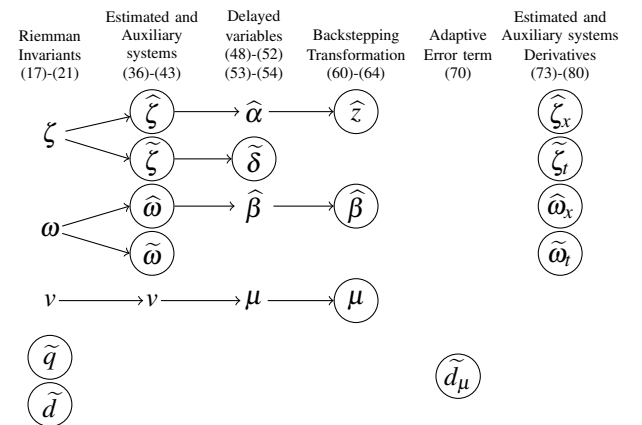 Riemman
Invariants
(17)-(21)
Estimated and
Auxiliary
systems
(36)-(43)
Delayed
variables
(48)-(52)
(53)-(54)
Backstepping
Transformation
(60)-(64)
Adaptive
Error term
(70)
Estimated and
Auxiliary systems
Derivatives
(73)-(80)
ζ
ζ̂ α̂ ẑ ζ̂ₓ
ζ̃ δ̃ ζ̃ₜ
ω
ω̂ β̂ β̂ ω̂ₓ
ω̃ ω̃ₜ
v v μ μ
q̃
d̃ d̃_μ